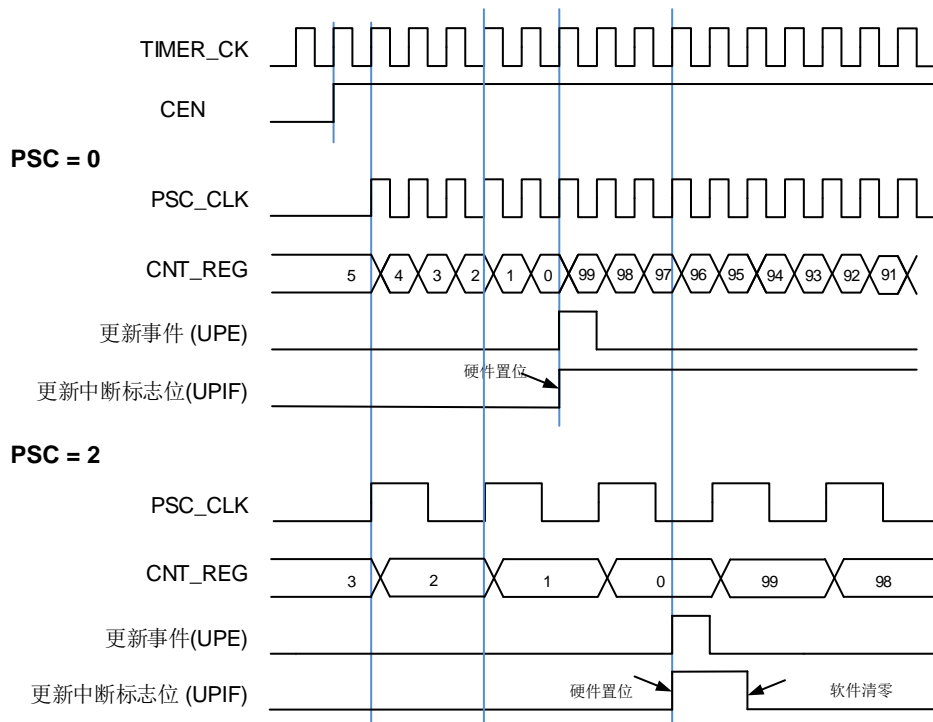 TIMER_CK
CEN
PSC = 0
PSC_CLK
CNT_REG 5 4 3 2 1 0 99 98 97 96 95 94 93 92 91
更新事件 (UPE)
硬件置位
更新中断标志位(UPIF)
PSC = 2
PSC_CLK
CNT_REG 3 2 1 0 99 98
更新事件(UPE)
更新中断标志位 (UPIF) 硬件置位 软件清零